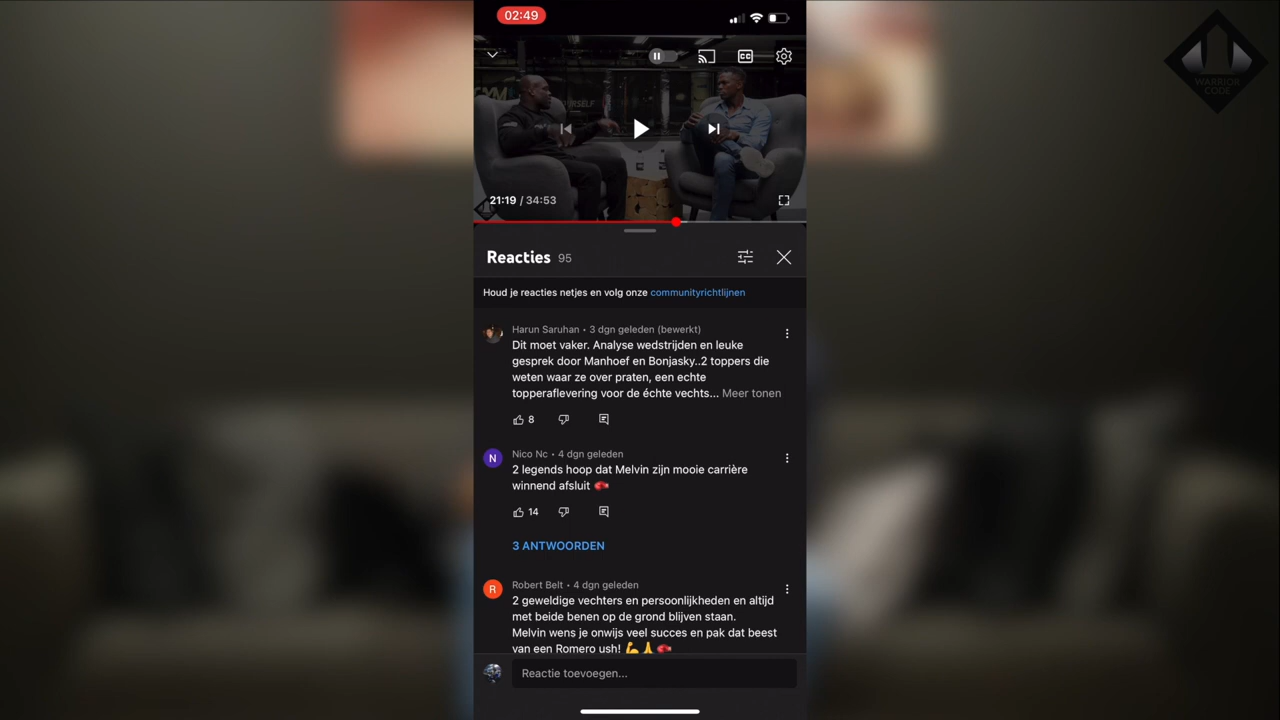 02:49
WARRIOR
CODE
CC
21:19 / 34:53
Reacties 95
Houd je reacties netjes en volg onze communityrichtlijnen
Harun Saruhan • 3 dgn geleden (bewerkt)
Dit moet vaker. Analyse wedstrijden en leuke
gesprek door Manhoef en Bonjasky..2 toppers die
weten waar ze over praten, een echte
topperaflevering voor de échte vechts... Meer tonen
8
N
Nico Nc • 4 dgn geleden
2 legends hoop dat Melvin zijn mooie carrière
winnend afsluit 🥊
14
3 ANTWOORDEN
R
Robert Belt • 4 dgn geleden
2 geweldige vechters en persoonlijkheden en altijd
met beide benen op de grond blijven staan.
Melvin wens je onwijs veel succes en pak dat beest
van een Romero ush! 💪🙏🥊
Reactie toevoegen...